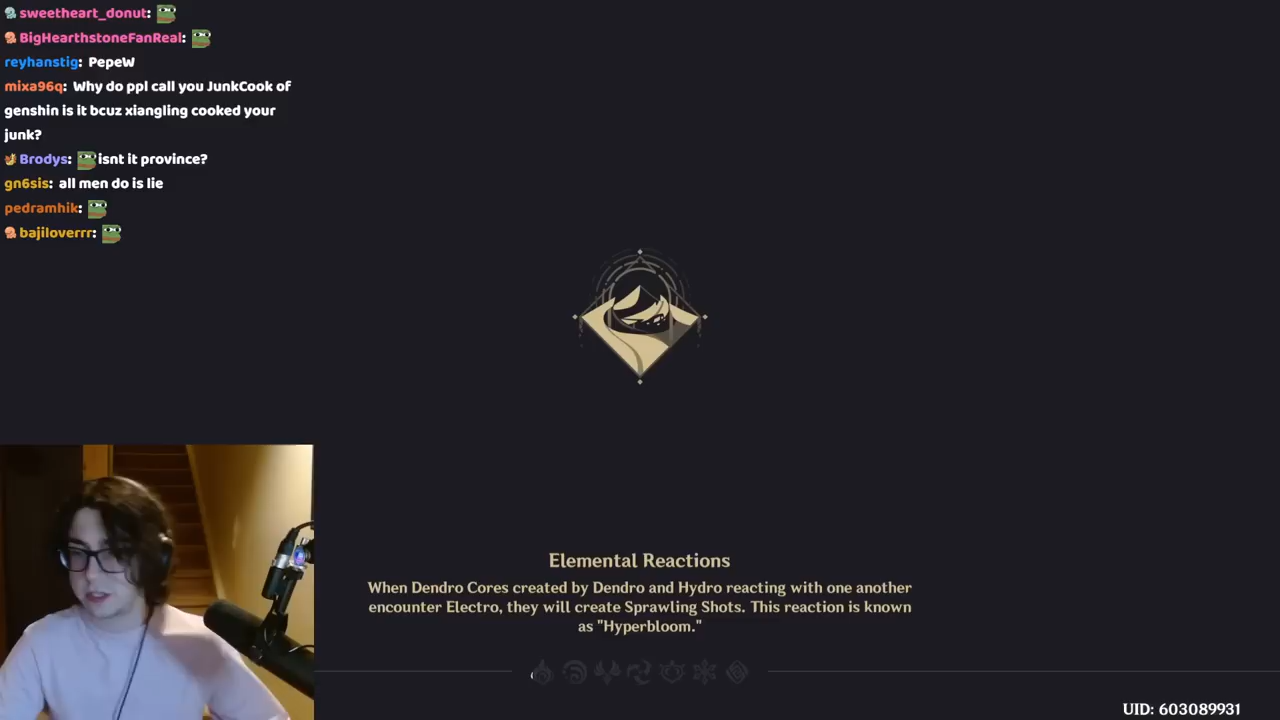 sweetheart_donut:
BigHearthstoneFanReal:
reyhanstig: PepeW
mixa96q: Why do ppl call you JunkCook of
genshin is it bcuz xiangling cooked your
junk?
Brodys: isnt it province?
gn6sis: all men do is lie
pedramhik:
bajiloverrr:
Elemental Reactions
When Dendro Cores created by Dendro and Hydro reacting with one another
encounter Electro, they will create Sprawling Shots. This reaction is known
as "Hyperbloom."
UID: 603089931